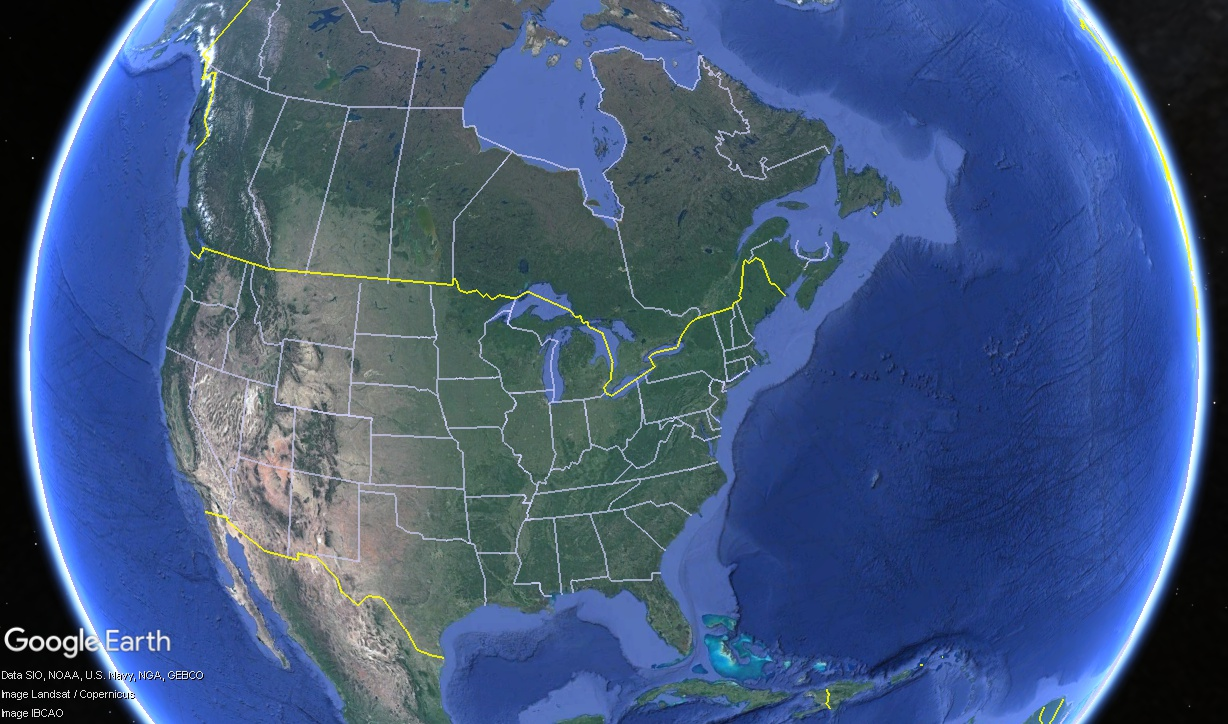 Google Earth
Data SIO, NOAA, U.S. Navy, NGA, GEBCO
Image Landsat / Copernicus
Image IBCAO